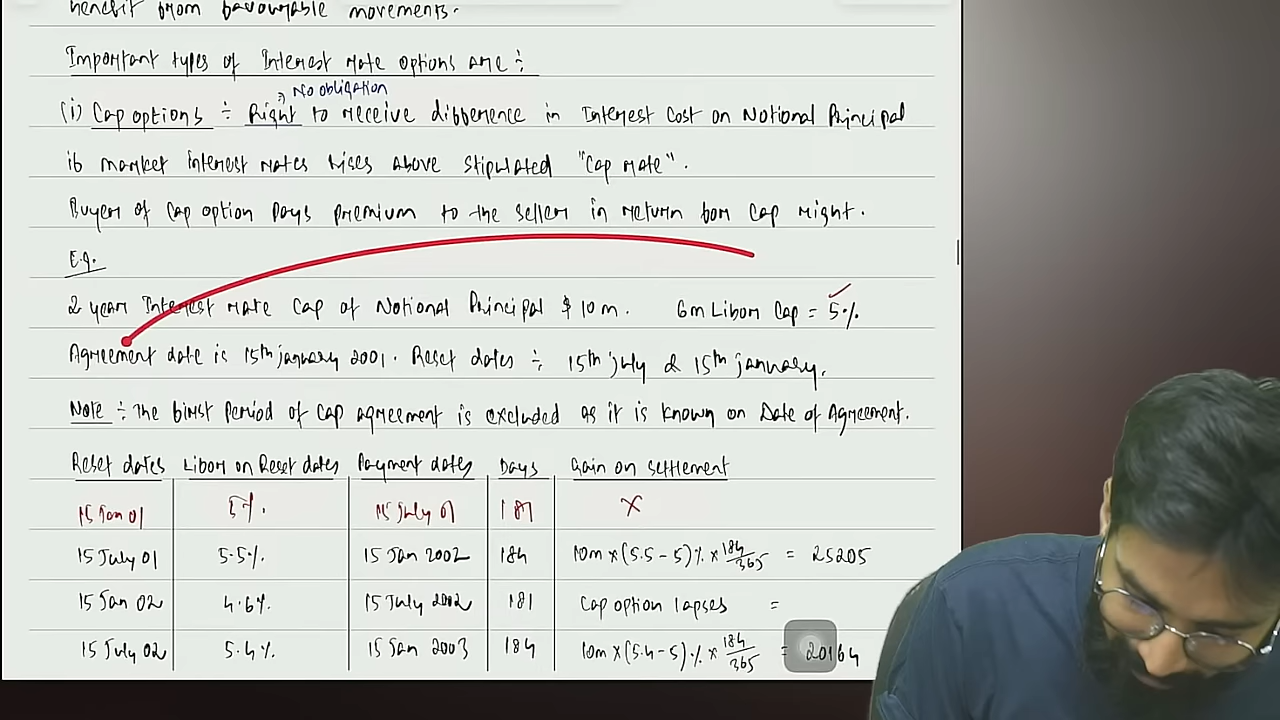 benefit from favourable movements.
Important types of Interest rate options are ÷
⇒ No obligation
(i) Cap options ÷ Right to receive difference in Interest Cost on Notional Principal
if market interest rates rises above stipulated "Cap rate".
Buyer of Cap option pays premium to the seller in return for Cap right.
E.g.
2 year Interest rate Cap of Notional Principal $ 10m. 6m Libor Cap = 5%
Agreement date is 15th january 2001. Reset dates ÷ 15th july & 15th january.
Note ÷ The first period of cap agreement is excluded as it is known on Date of Agreement.
Reset dates Libor on Reset dates Payment dates Days Gain on settlement
15 Jan 01 5%. 15 July 01 181 X
15 July 01 5.5% 15 Jan 2002 184 10m x (5.5 - 5)% x 184/365 = 25205
15 Jan 02 4.6% 15 July 2002 181 Cap option lapses =
15 July 02 5.4% 15 Jan 2003 184 10m x (5.4 - 5)% x 184/365 = 20164